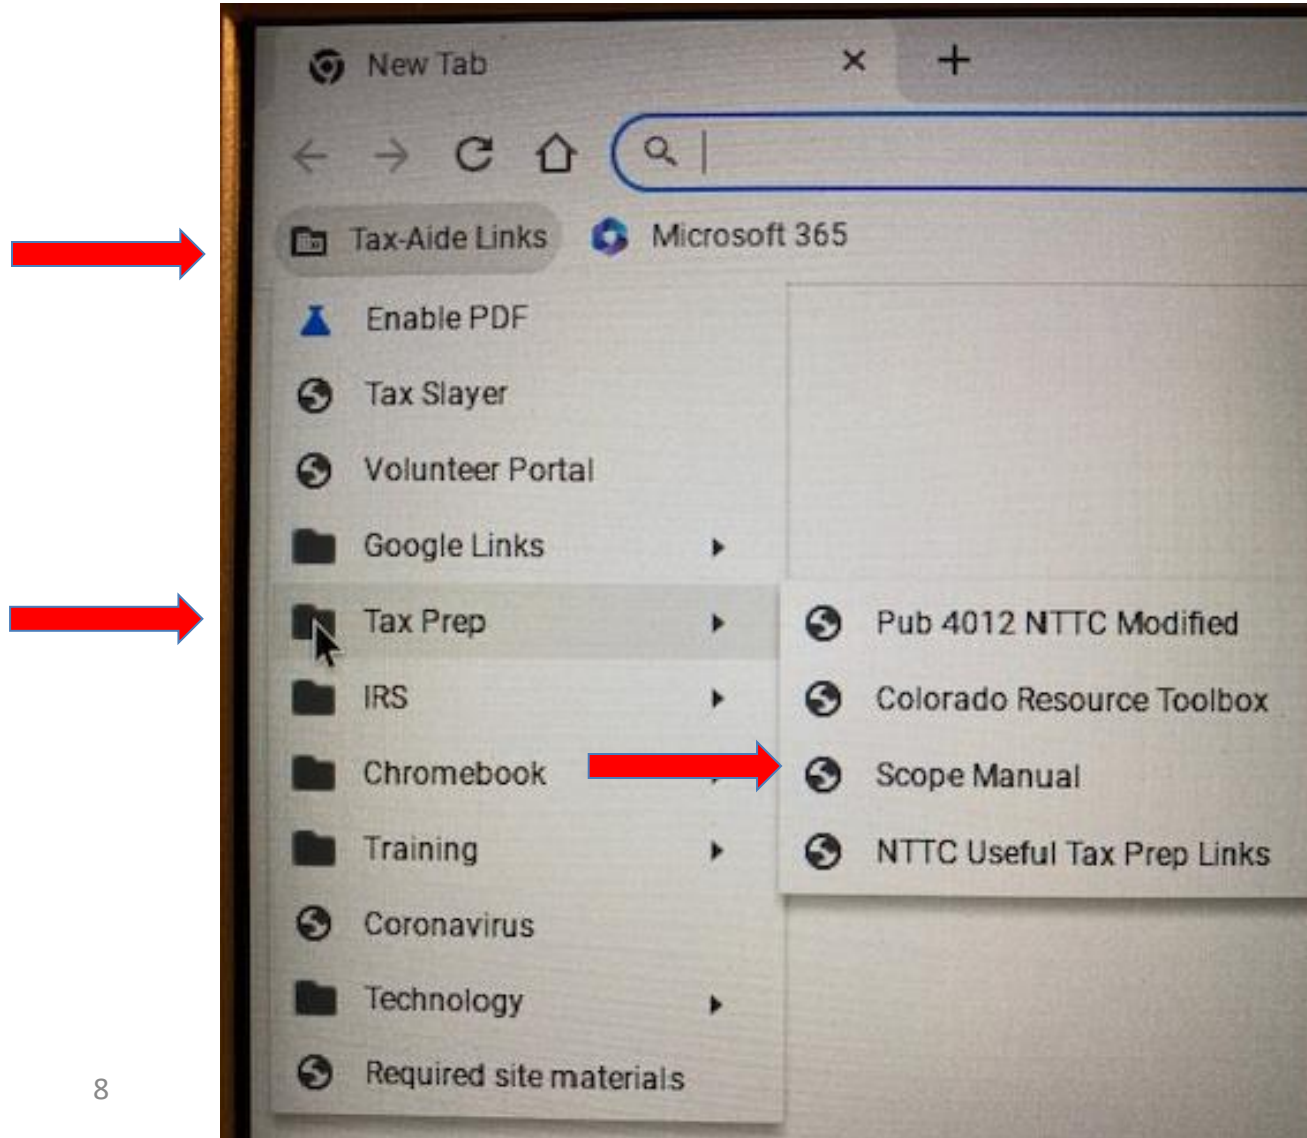 New Tab
Tax-Aide Links
Microsoft 365
Enable PDF
Tax Slayer
Volunteer Portal
Google Links
Tax Prep
IRS
Chromebook
Training
Coronavirus
Technology
Required site materials
Pub 4012 NTTC Modified
Colorado Resource Toolbox
Scope Manual
NTTC Useful Tax Prep Links
8